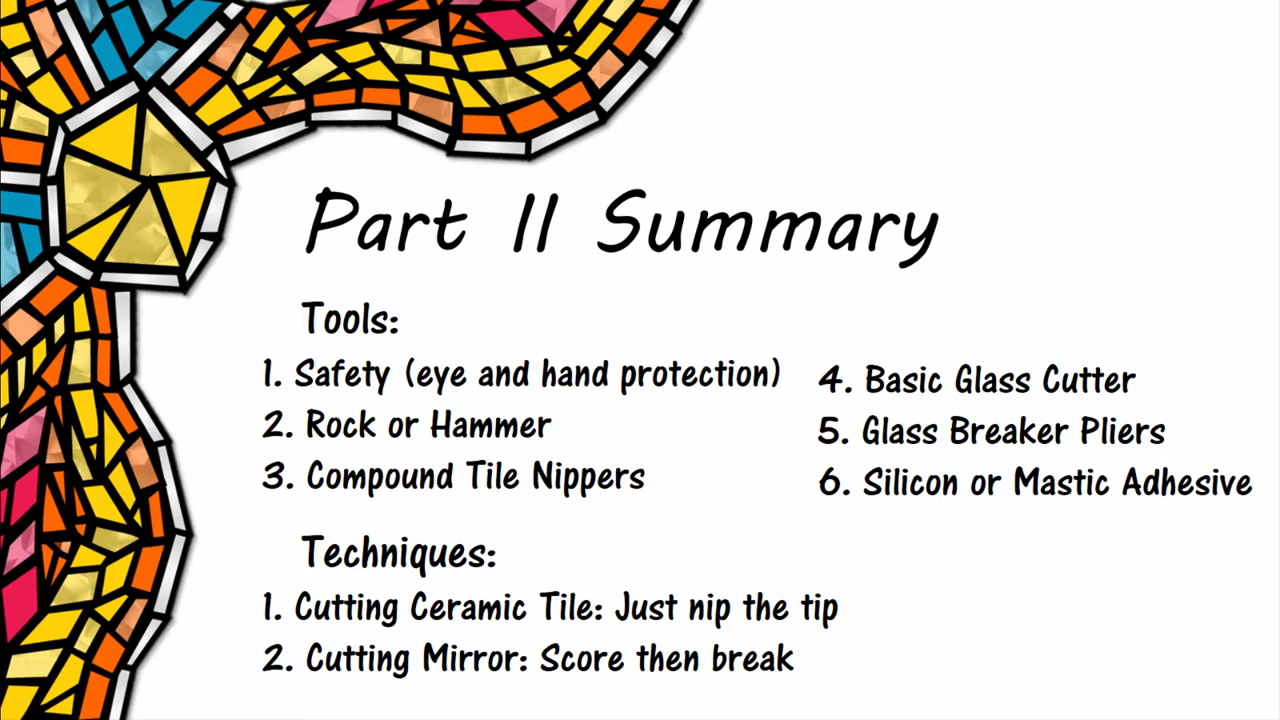 Part II Summary
Tools:
1. Safety (eye and hand protection)
2. Rock or Hammer
3. Compound Tile Nippers
4. Basic Glass Cutter
5. Glass Breaker Pliers
6. Silicon or Mastic Adhesive
Techniques:
1. Cutting Ceramic Tile: Just nip the tip
2. Cutting Mirror: Score then break